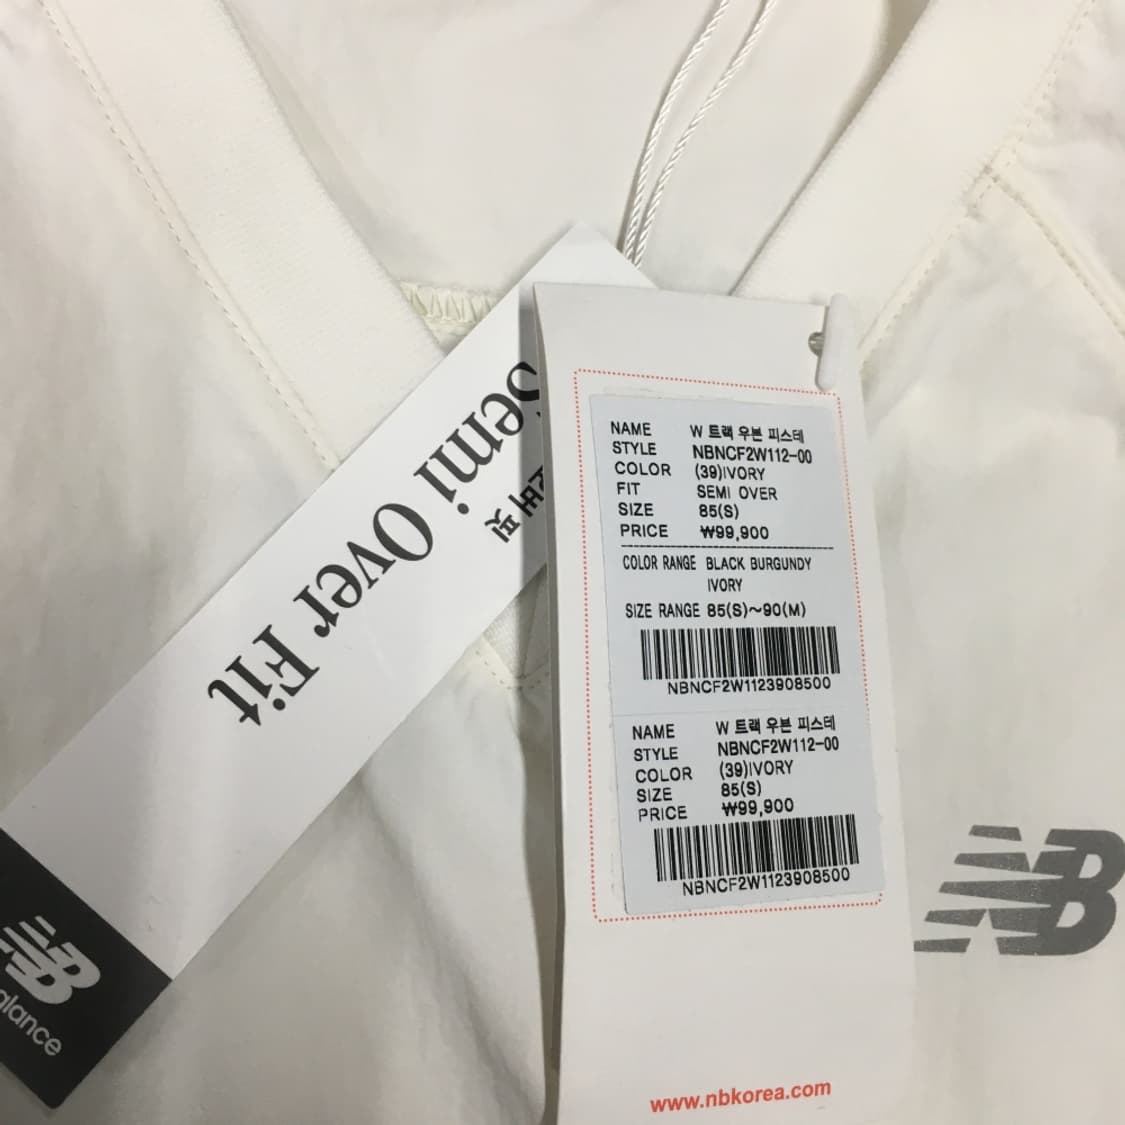 Semi Over Fit
오버 핏
NB
alance
NAME W 트랙 우븐 피스테
STYLE NBNCF2W112-00
COLOR (39)IVORY
FIT SEMI OVER
SIZE 85(S)
PRICE ₩99,900
COLOR RANGE BLACK BURGUNDY
IVORY
SIZE RANGE 85(S)~90(M)
NBNCF2W1123908500
NAME W 트랙 우븐 피스테
STYLE NBNCF2W112-00
COLOR (39)IVORY
SIZE 85(S)
PRICE ₩99,900
NBNCF2W1123908500
NB
www.nbkorea.com